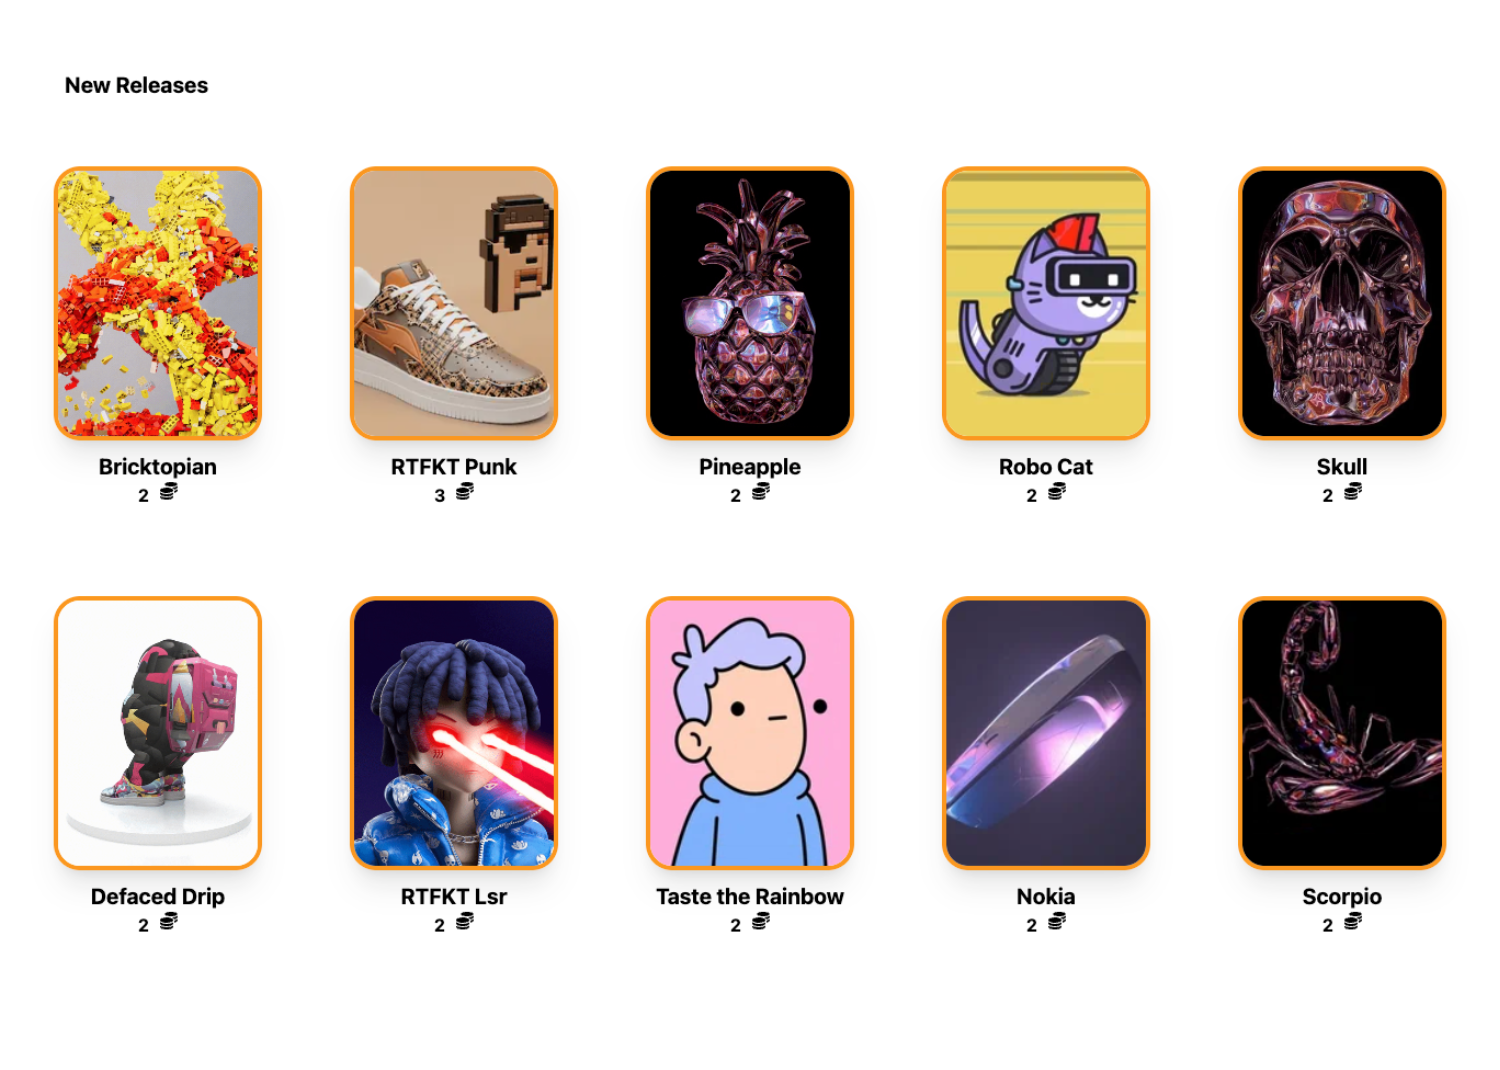 New Releases
Bricktopian
2
RTFKT Punk
3
Pineapple
2
Robo Cat
2
Skull
2
Defaced Drip
2
RTFKT Lsr
2
Taste the Rainbow
2
Nokia
2
Scorpio
2